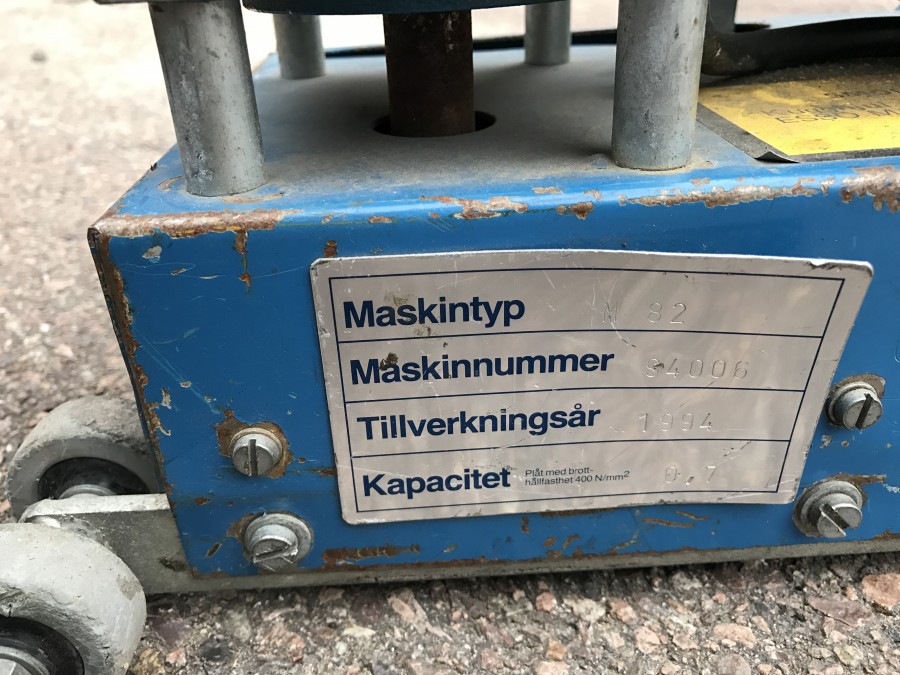 Maskintyp M 82
Maskinnummer 94006
Tillverkningsår 1994
Kapacitet Plåt med brott-
hållfasthet 400 N/mm² 0,7